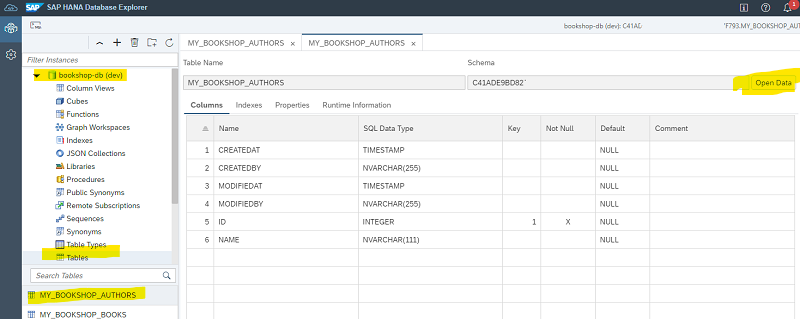 SAP SAP HANA Database Explorer
1
bookshop-db (dev): C41A
F793.MY_BOOKSHOP_AU
Filter Instances
bookshop-db (dev)
Column Views
Cubes
Functions
Graph Workspaces
Indexes
JSON Collections
Libraries
Procedures
Public Synonyms
Remote Subscriptions
Sequences
Synonyms
Table Types
Tables
Search Tables
MY_BOOKSHOP_AUTHORS
MY_BOOKSHOP_BOOKS
MY_BOOKSHOP_AUTHORS × MY_BOOKSHOP_AUTHORS ×
Table Name Schema
MY_BOOKSHOP_AUTHORS C41ADE9BD82 Open Data
Columns Indexes Properties Runtime Information
Name SQL Data Type Key Not Null Default Comment
1 CREATEDAT TIMESTAMP NULL
2 CREATEDBY NVARCHAR(255) NULL
3 MODIFIEDAT TIMESTAMP NULL
4 MODIFIEDBY NVARCHAR(255) NULL
5 ID INTEGER 1 X NULL
6 NAME NVARCHAR(111) NULL